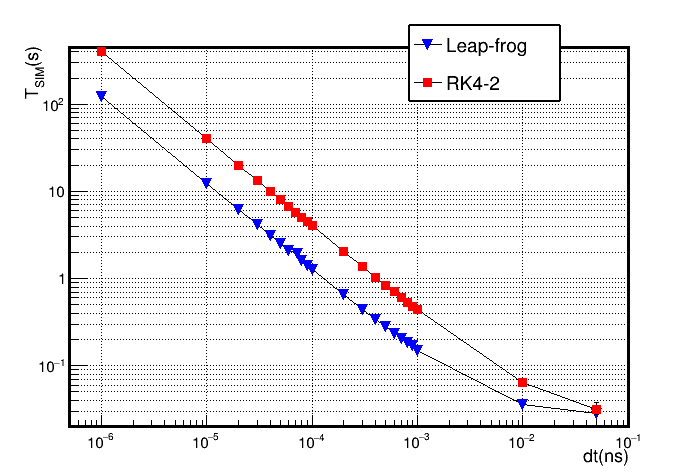 T_SIM(s)
Leap-frog
RK4-2
10²
10
1
10⁻¹
10⁻⁶ 10⁻⁵ 10⁻⁴ 10⁻³ 10⁻² 10⁻¹
dt(ns)